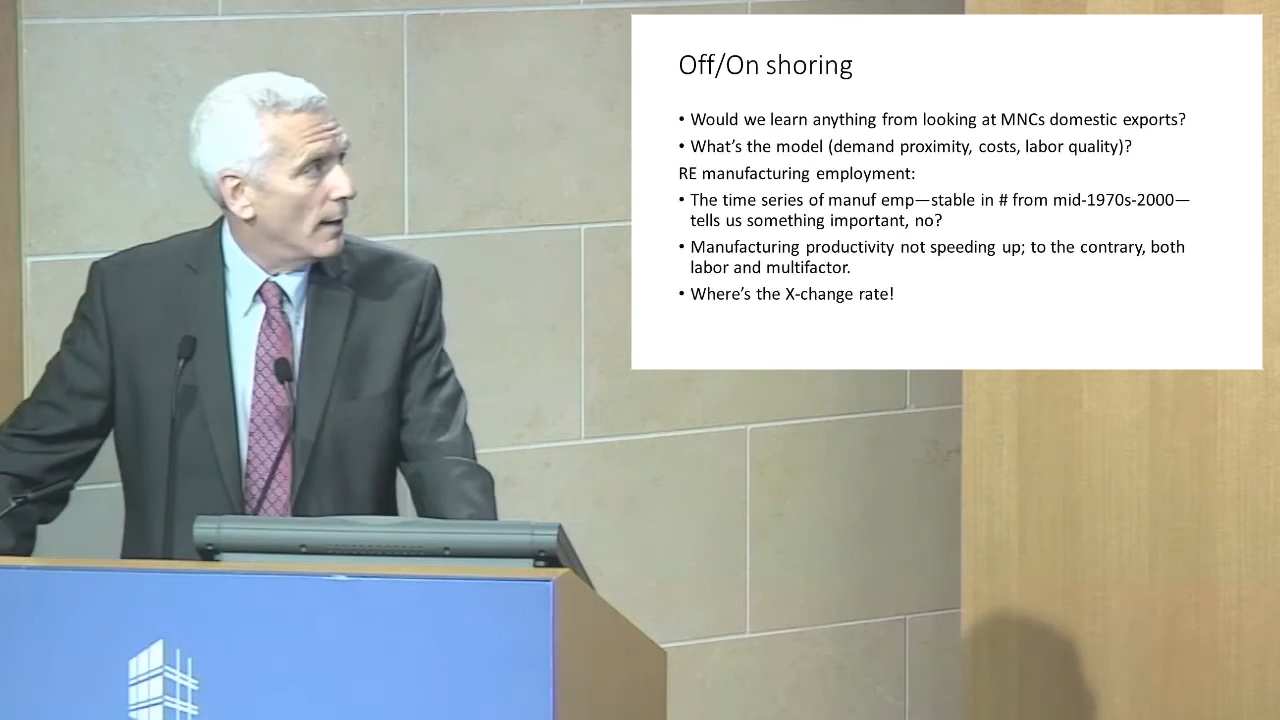 Off/On shoring
• Would we learn anything from looking at MNCs domestic exports?
• What's the model (demand proximity, costs, labor quality)?
RE manufacturing employment:
• The time series of manuf emp—stable in # from mid-1970s-2000—
tells us something important, no?
• Manufacturing productivity not speeding up; to the contrary, both
labor and multifactor.
• Where's the X-change rate!